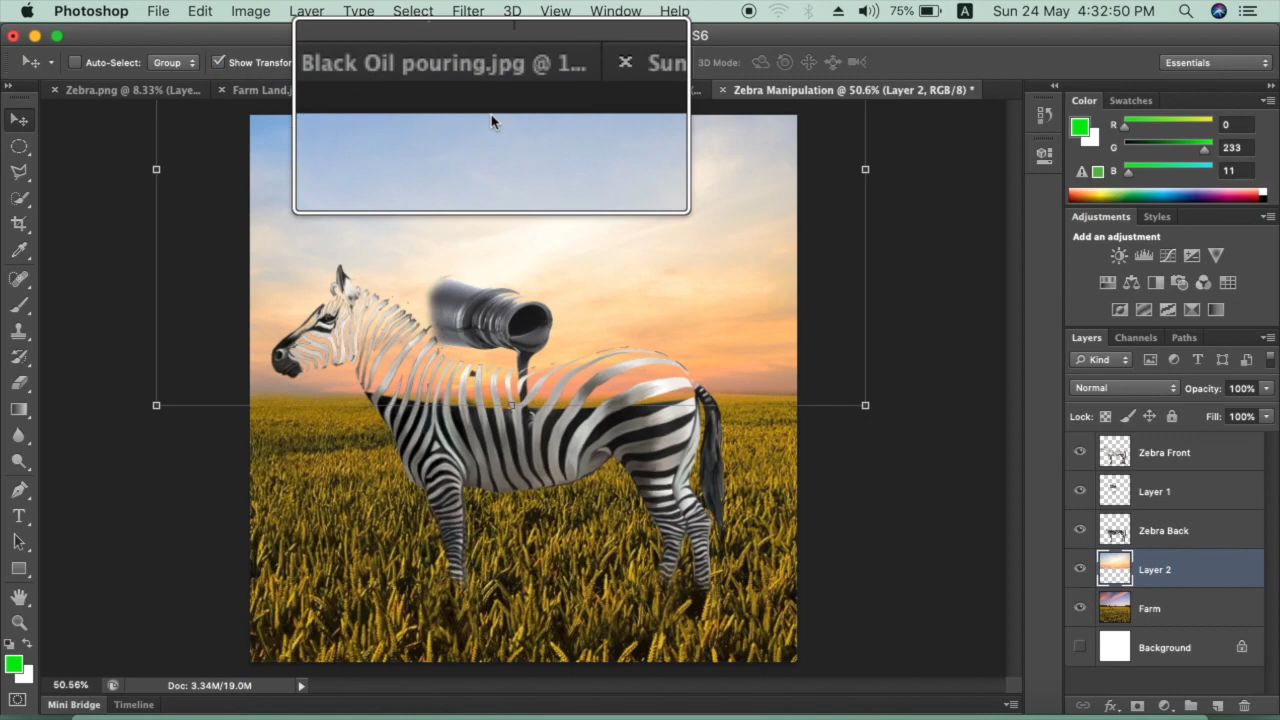 Photoshop File Edit Image Layer Type Select Filter 3D View Window Help 75% A Sun 24 May 4:32:50 PM
S6
Auto-Select: Group Show Transfor 3D Mode: Essentials
Black Oil pouring.jpg @ 1... × Sun
× Zebra.png @ 8.33% (Laye... × Farm Land.j (... × Zebra Manipulation @ 50.6% (Layer 2, RGB/8) *
Color Swatches
R 0
G 233
B 11
Adjustments Styles
Add an adjustment
Layers Channels Paths
Kind
Normal Opacity: 100%
Lock: Fill: 100%
Zebra Front
Layer 1
Zebra Back
Layer 2
Farm
Background
50.56% Doc: 3.34M/19.0M
Mini Bridge Timeline